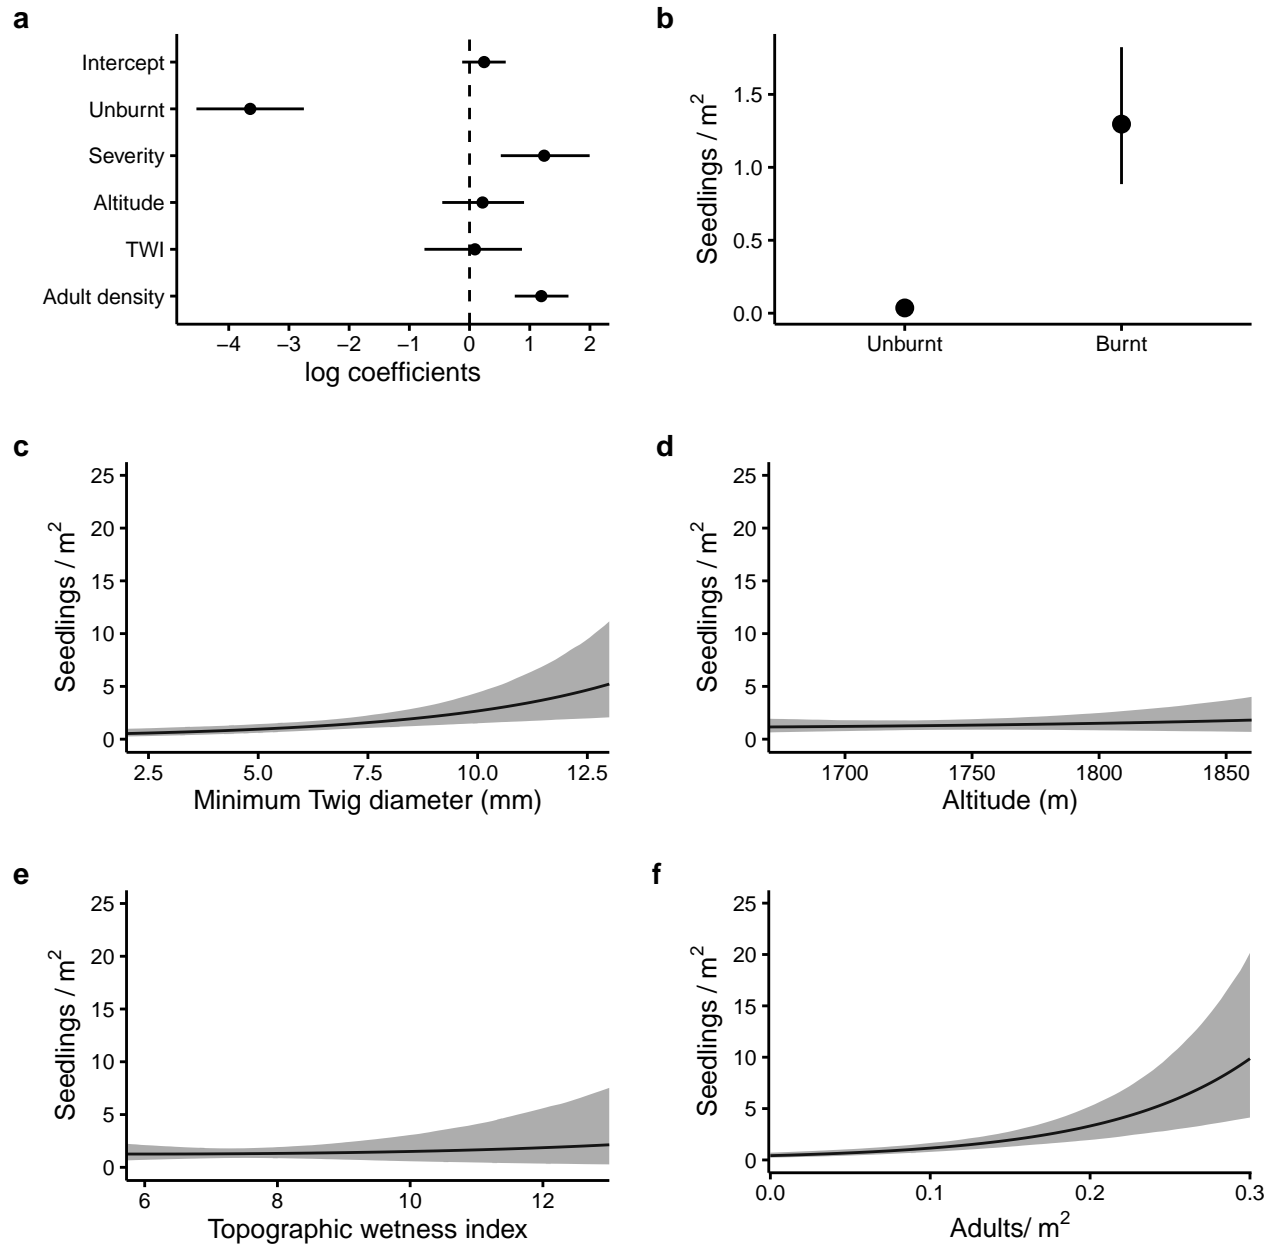 a
Intercept
Unburnt
Severity
Altitude
TWI
Adult density
−4 −3 −2 −1 0 1 2
log coefficients
b
Seedlings / m²
1.5
1.0
0.5
0.0
Unburnt Burnt
c
Seedlings / m²
25
20
15
10
5
0
2.5 5.0 7.5 10.0 12.5
Minimum Twig diameter (mm)
d
Seedlings / m²
25
20
15
10
5
0
1700 1750 1800 1850
Altitude (m)
e
Seedlings / m²
25
20
15
10
5
0
6 8 10 12
Topographic wetness index
f
Seedlings / m²
25
20
15
10
5
0
0.0 0.1 0.2 0.3
Adults/ m²